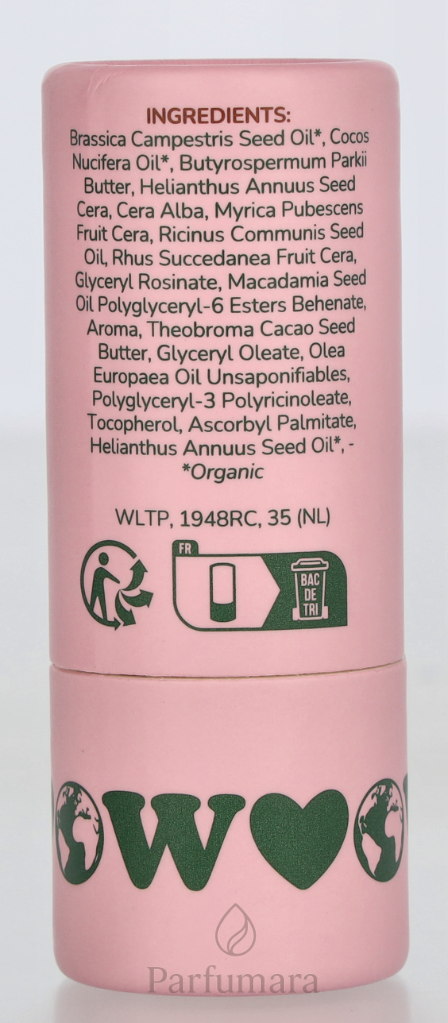 INGREDIENTS:
Brassica Campestris Seed Oil*, Cocos
Nucifera Oil*, Butyrospermum Parkii
Butter, Helianthus Annuus Seed
Cera, Cera Alba, Myrica Pubescens
Fruit Cera, Ricinus Communis Seed
Oil, Rhus Succedanea Fruit Cera,
Glyceryl Rosinate, Macadamia Seed
Oil Polyglyceryl-6 Esters Behenate,
Aroma, Theobroma Cacao Seed
Butter, Glyceryl Oleate, Olea
Europaea Oil Unsaponifiables,
Polyglyceryl-3 Polyricinoleate,
Tocopherol, Ascorbyl Palmitate,
Helianthus Annuus Seed Oil*, -
*Organic
WLTP, 1948RC, 35 (NL)
FR
BAC
DE
TRI
W
Parfumara